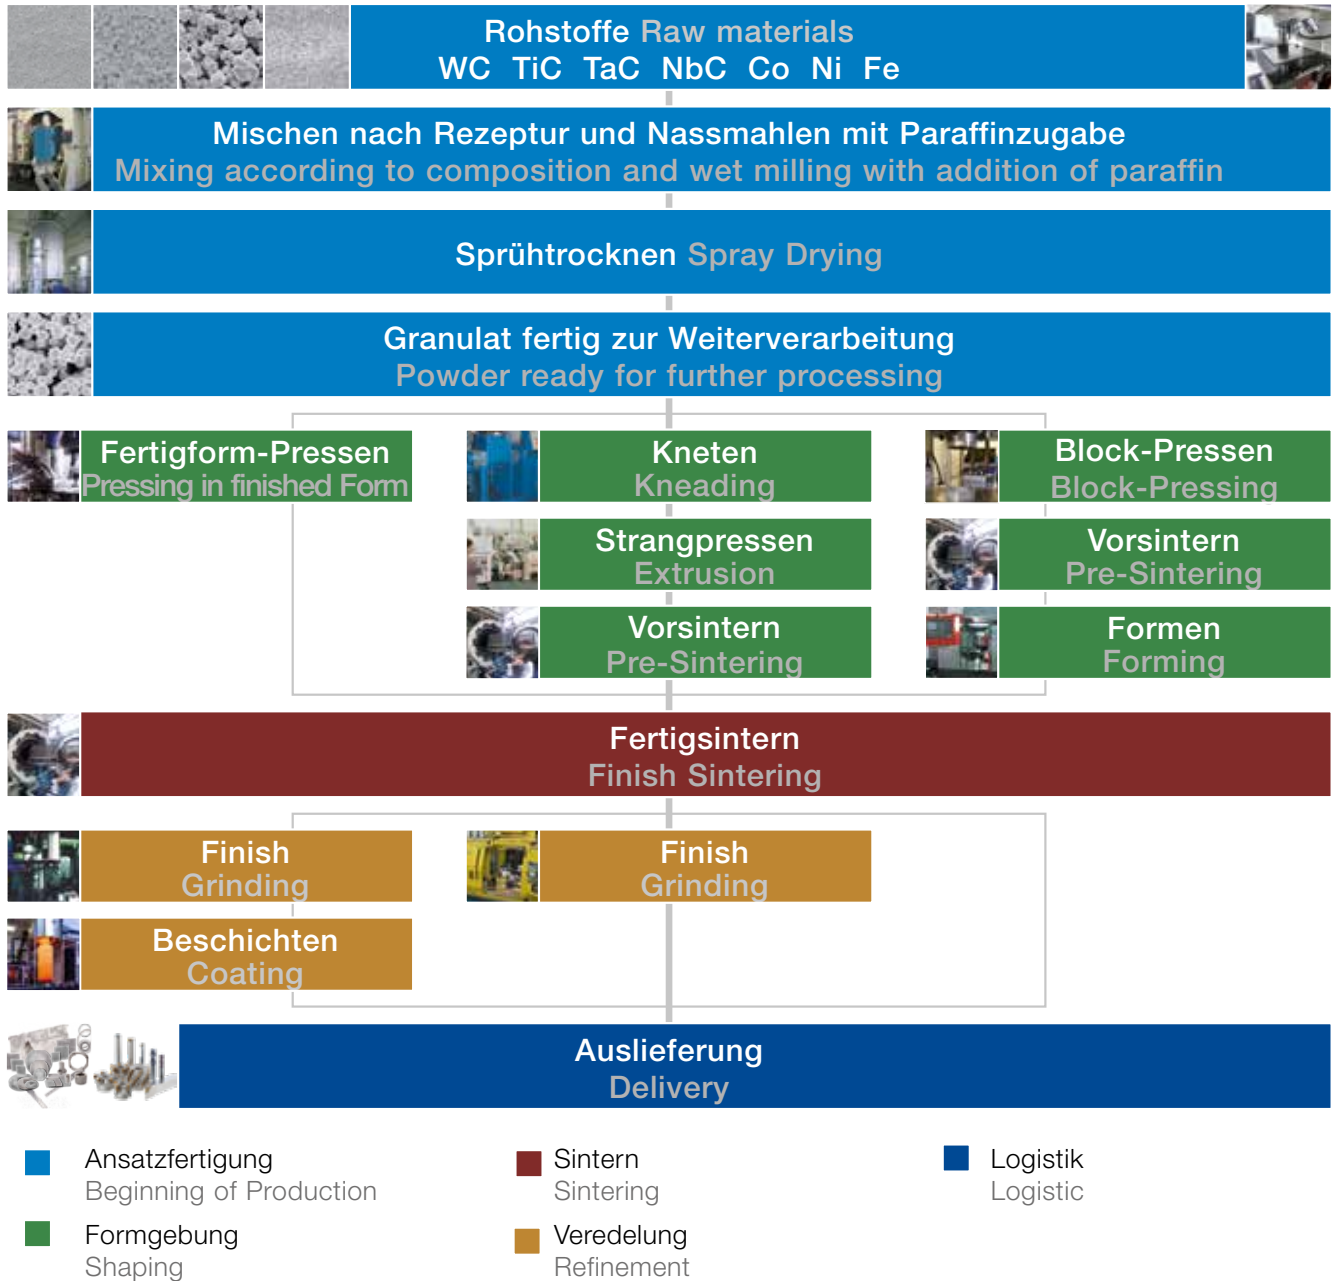 Rohstoffe Raw materials
WC TiC TaC NbC Co Ni Fe
Mischen nach Rezeptur und Nassmahlen mit Paraffinzugabe
Mixing according to composition and wet milling with addition of paraffin
Sprühtrocknen Spray Drying
Granulat fertig zur Weiterverarbeitung
Powder ready for further processing
Fertigform-Pressen
Pressing in finished Form
Kneten
Kneading
Block-Pressen
Block-Pressing
Strangpressen
Extrusion
Vorsintern
Pre-Sintering
Vorsintern
Pre-Sintering
Formen
Forming
Fertigsintern
Finish Sintering
Finish
Grinding
Finish
Grinding
Beschichten
Coating
Auslieferung
Delivery
Ansatzfertigung
Beginning of Production
Sintern
Sintering
Logistik
Logistic
Formgebung
Shaping
Veredelung
Refinement